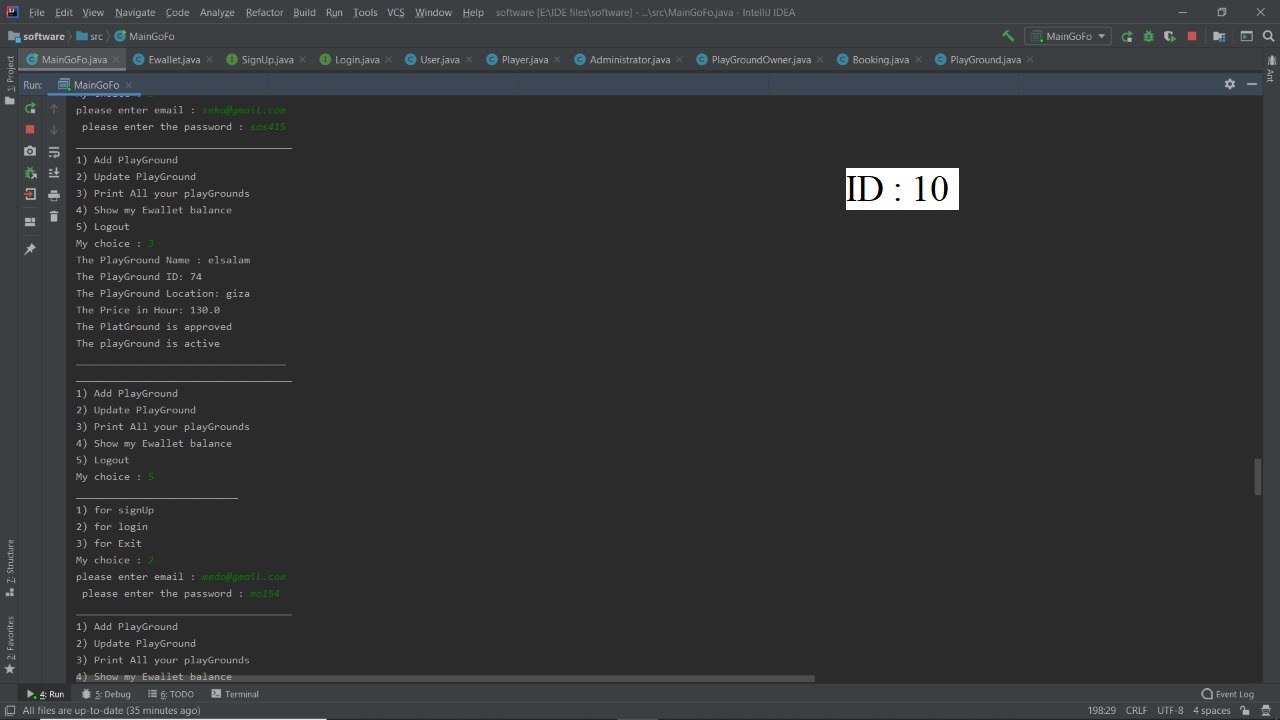 File Edit View Navigate Code Analyze Refactor Build Run Tools VCS Window Help software [E:\IDE files\software] - ...\src\MainGoFo.java - IntelliJ IDEA
software src MainGoFo MainGoFo
MainGoFo.java Ewallet.java SignUp.java Login.java User.java Player.java Administrator.java PlayGroundOwner.java Booking.java PlayGround.java
1: Project
Ant
Run: MainGoFo
please enter email : seka@gmail.com
please enter the password : sos415
1) Add PlayGround
2) Update PlayGround
3) Print All your playGrounds
4) Show my Ewallet balance
5) Logout
My choice : 3
The PlayGround Name : elsalam
The PlayGround ID: 74
The PlayGround Location: giza
The Price in Hour: 130.0
The PlatGround is approved
The playGround is active
1) Add PlayGround
2) Update PlayGround
3) Print All your playGrounds
4) Show my Ewallet balance
5) Logout
My choice : 5
1) for signUp
2) for login
3) for Exit
My choice : 2
please enter email : medo@gmail.com
please enter the password : mo154
1) Add PlayGround
2) Update PlayGround
3) Print All your playGrounds
4) Show my Ewallet balance
ID : 10
7: Structure
2: Favorites
4: Run 5: Debug 6: TODO Terminal Event Log
All files are up-to-date (35 minutes ago) 198:29 CRLF UTF-8 4 spaces